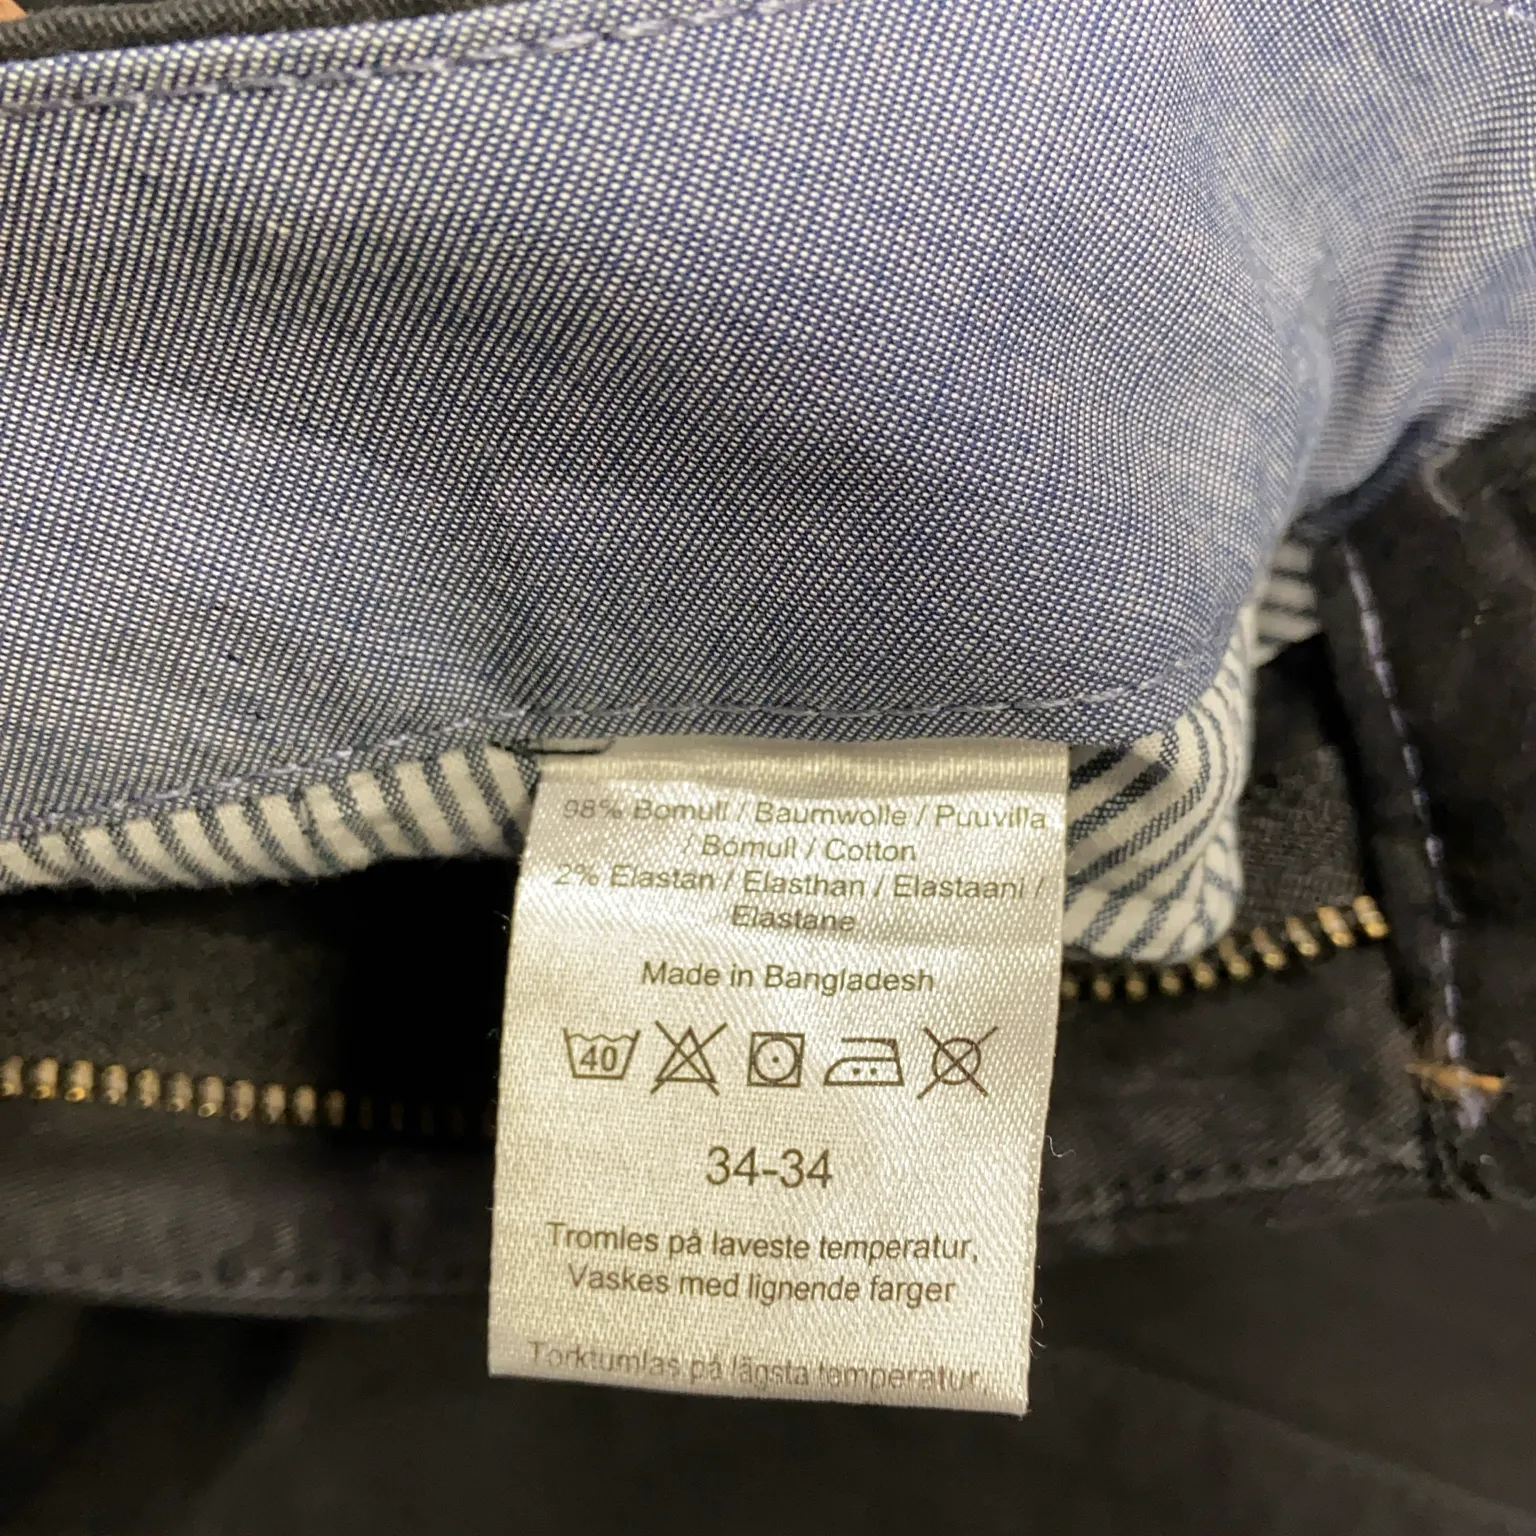 98% Bomull / Baumwolle / Puuvilla
/ Bomull / Cotton
2% Elastan / Elasthan / Elastaani /
Elastane
Made in Bangladesh
40
34-34
Tromles på laveste temperatur,
Vaskes med lignende farger
Torktumlas på lägsta temperatur,